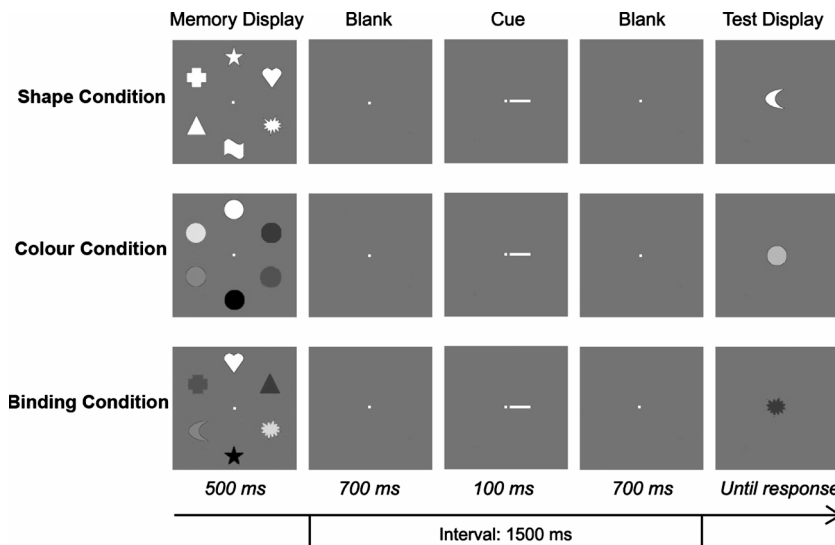 Memory Display Blank Cue Blank Test Display
Shape Condition
Colour Condition
Binding Condition
500 ms 700 ms 100 ms 700 ms Until response
Interval: 1500 ms